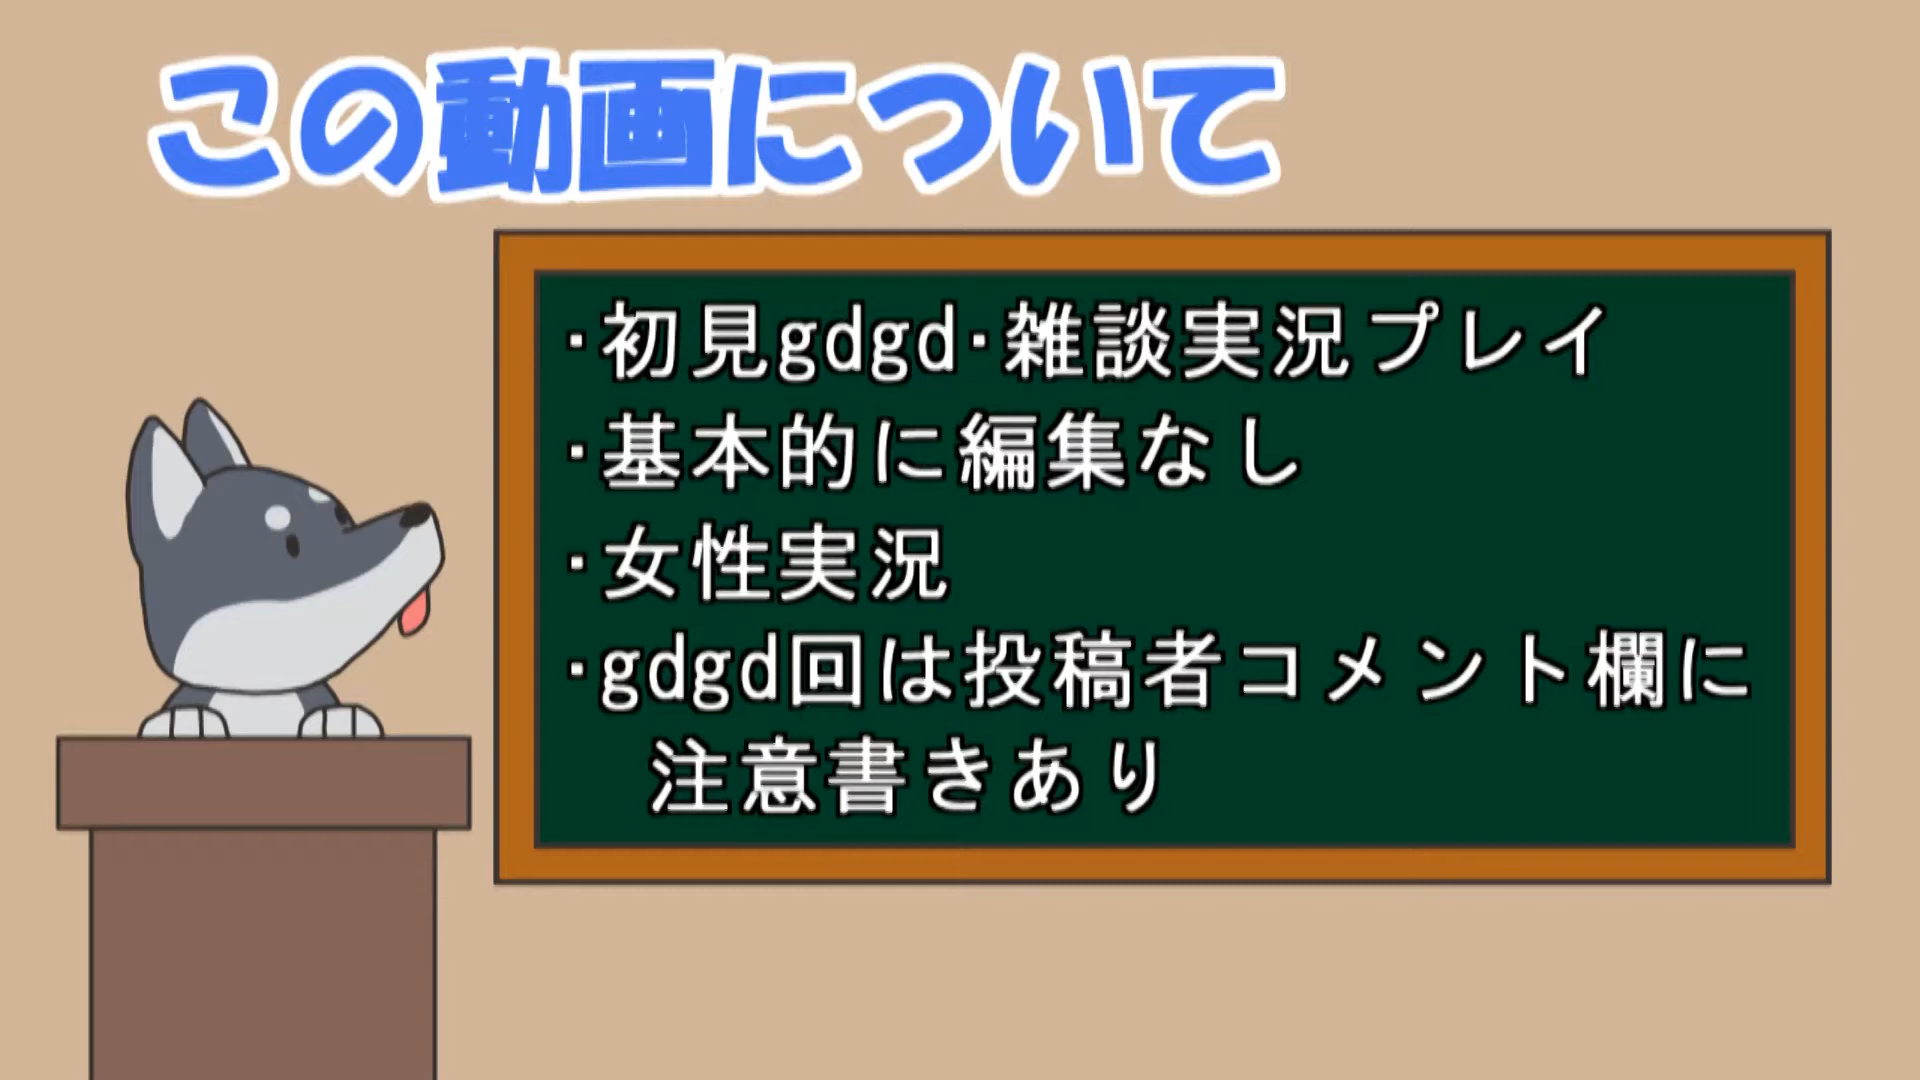 この動画について
・初見gdgd・雑談実況プレイ
・基本的に編集なし
・女性実況
・gdgd回は投稿者コメント欄に
注意書きあり